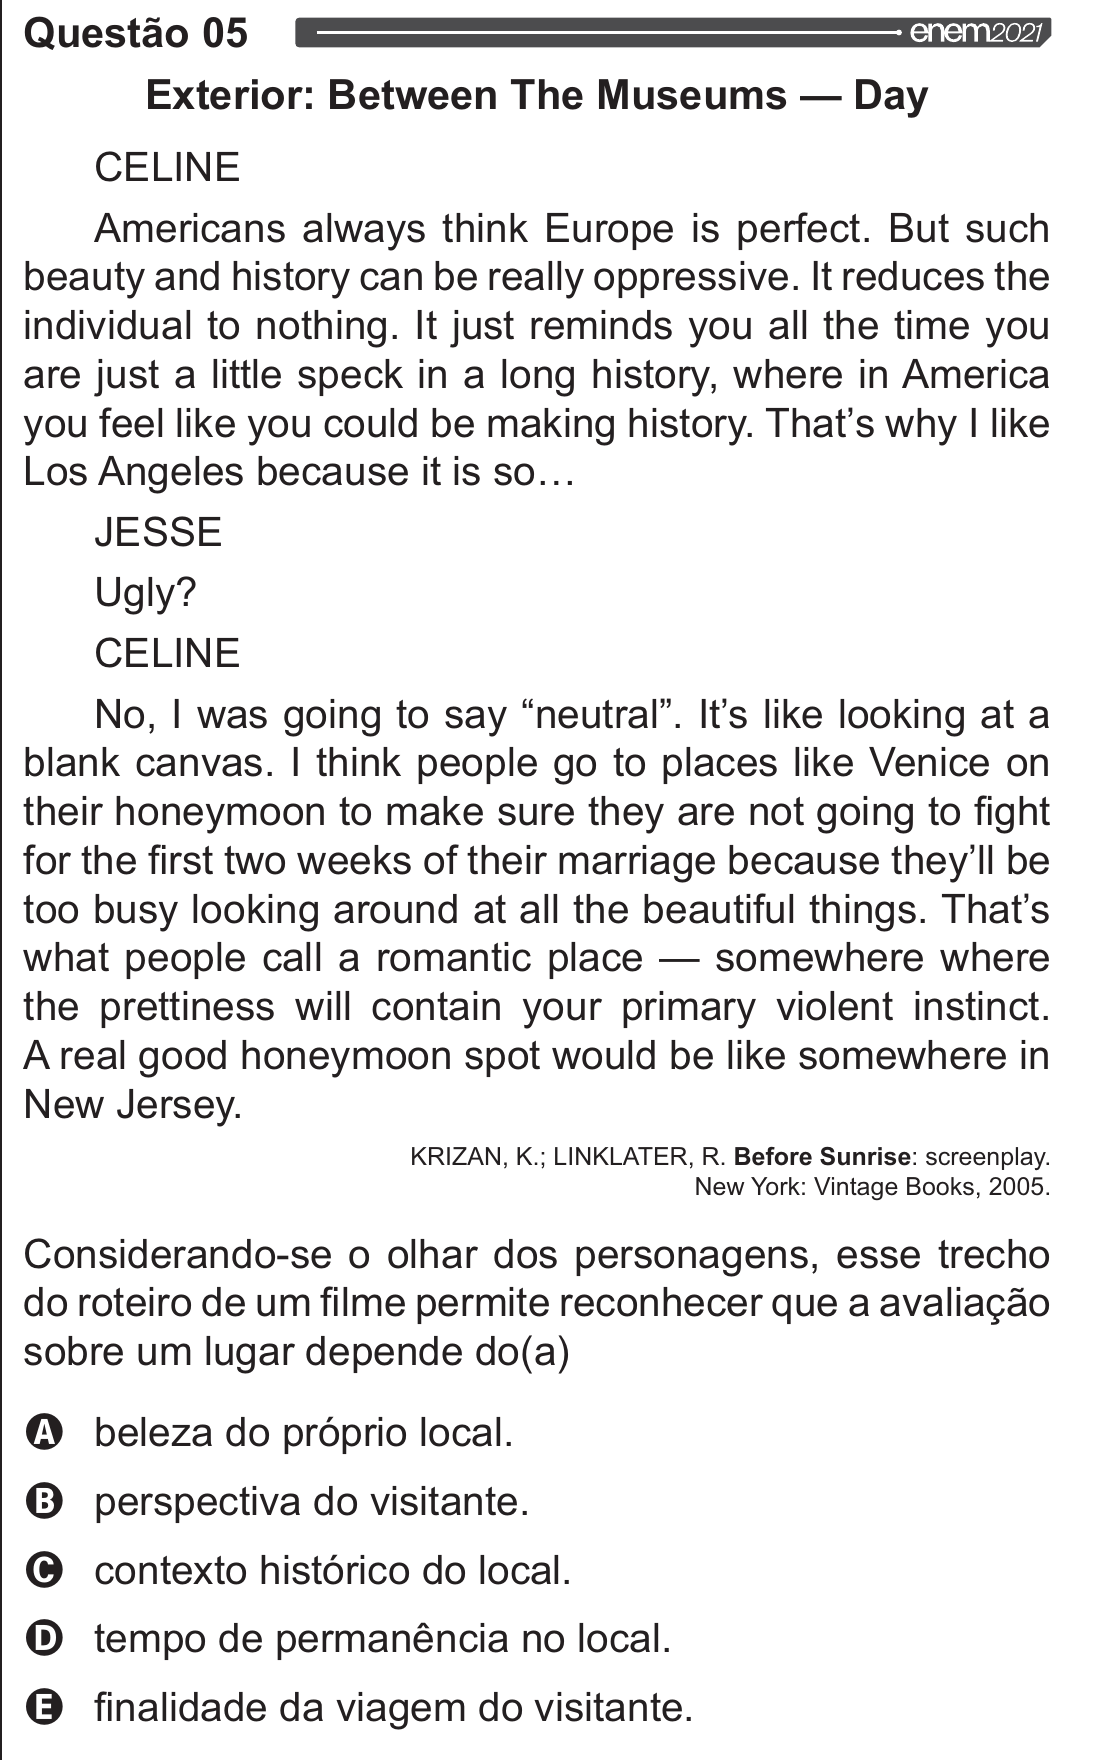 Questão 05
enem2021
Exterior: Between The Museums — Day
CELINE
Americans always think Europe is perfect. But such
beauty and history can be really oppressive. It reduces the
individual to nothing. It just reminds you all the time you
are just a little speck in a long history, where in America
you feel like you could be making history. That’s why I like
Los Angeles because it is so…
JESSE
Ugly?
CELINE
No, I was going to say “neutral”. It’s like looking at a
blank canvas. I think people go to places like Venice on
their honeymoon to make sure they are not going to fight
for the first two weeks of their marriage because they’ll be
too busy looking around at all the beautiful things. That’s
what people call a romantic place — somewhere where
the prettiness will contain your primary violent instinct.
A real good honeymoon spot would be like somewhere in
New Jersey.
KRIZAN, K.; LINKLATER, R. Before Sunrise: screenplay.
New York: Vintage Books, 2005.
Considerando-se o olhar dos personagens, esse trecho
do roteiro de um filme permite reconhecer que a avaliação
sobre um lugar depende do(a)
A beleza do próprio local.
B perspectiva do visitante.
C contexto histórico do local.
D tempo de permanência no local.
E finalidade da viagem do visitante.